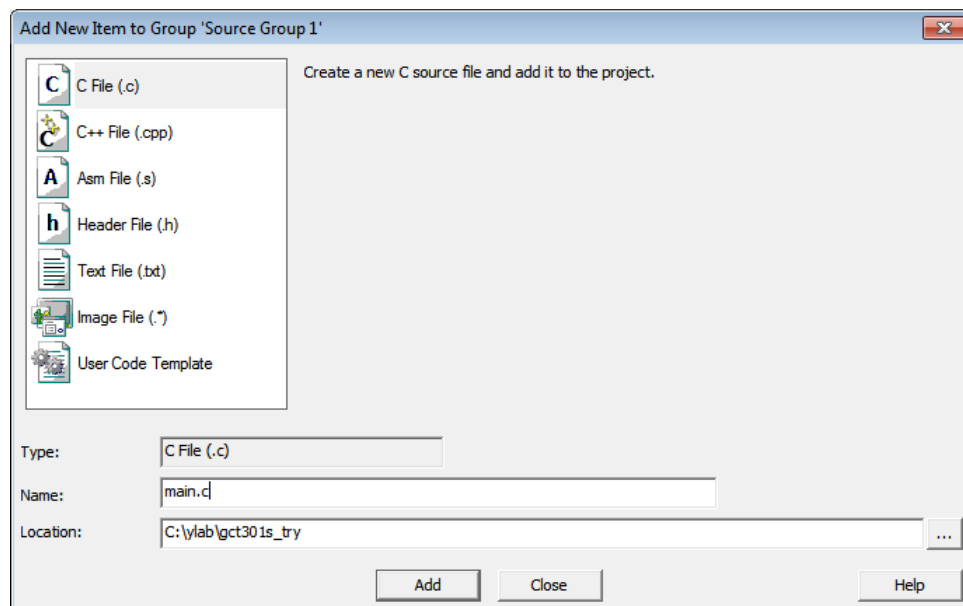 Add New Item to Group 'Source Group 1'
C File (.c)
Create a new C source file and add it to the project.
C++ File (.cpp)
Asm File (.s)
Header File (.h)
Text File (.txt)
Image File (.*)
User Code Template
Type:
C File (.c)
Name:
main.c
Location:
C:\ylab\gct301s_try
...
Add
Close
Help